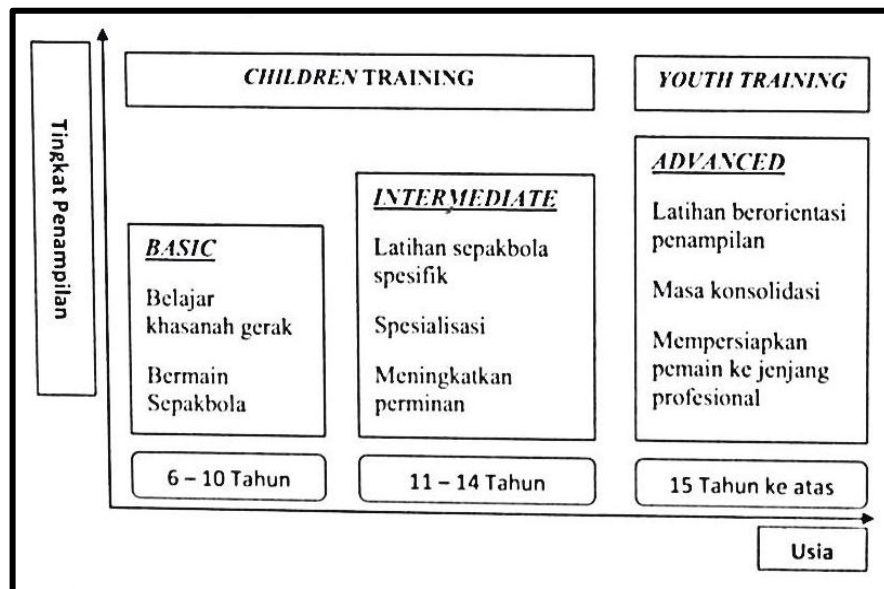 Tingkat Penampilan
CHILDREN TRAINING
YOUTH TRAINING
BASIC
Belajar
khasanah gerak
Bermain
Sepakbola
INTERMEDIATE
Latihan sepakbola
spesifik
Spesialisasi
Meningkatkan
perminan
ADVANCED
Latihan berorientasi
penampilan
Masa konsolidasi
Mempersiapkan
pemain ke jenjang
profesional
6 – 10 Tahun
11 – 14 Tahun
15 Tahun ke atas
Usia